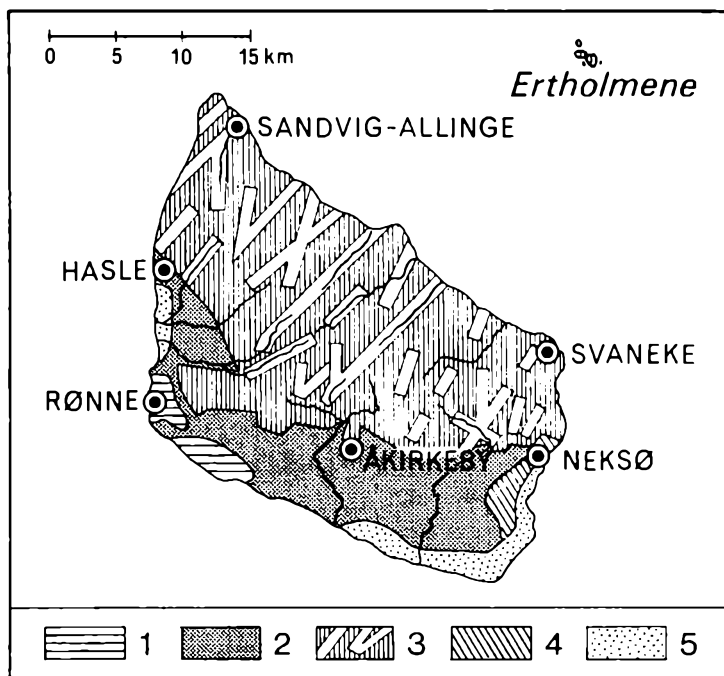 0 5 10 15 km
Ertholmene
SANDVIG-ALLINGE
HASLE
SVANEKE
RØNNE
ÅKIRKEBY
NEKSØ
1 2 3 4 5